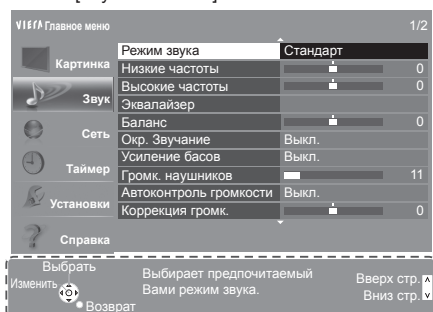 VIErA Главное меню 1/2
Картинка
Звук
Сеть
Таймер
Установки
Справка
Режим звука Стандарт
Низкие частоты 0
Высокие частоты 0
Эквалайзер
Баланс 0
Окр. Звучание Выкл.
Усиление басов Выкл.
Громк. наушников 11
Автоконтроль громкости Выкл.
Коррекция громк. 0
Выбрать
Изменить
Возврат
Выбирает предпочитаемый
Вами режим звука.
Вверх стр.
Вниз стр.